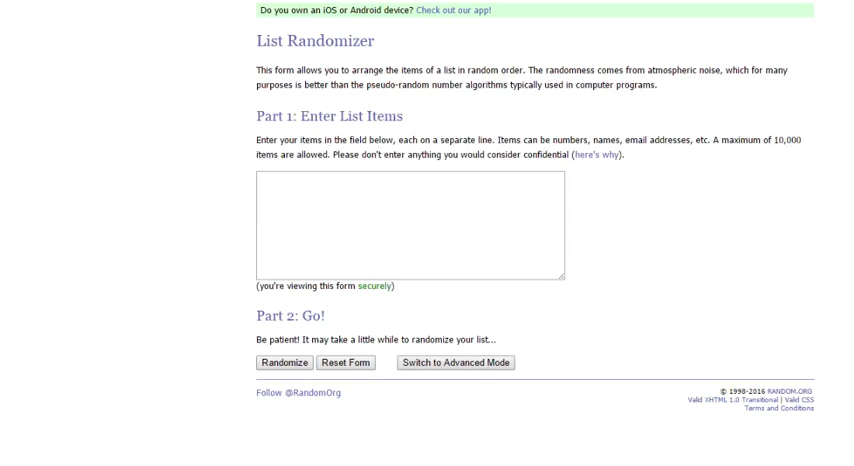 Do you own an iOS or Android device? Check out our app!
List Randomizer
This form allows you to arrange the items of a list in random order. The randomness comes from atmospheric noise, which for many
purposes is better than the pseudo-random number algorithms typically used in computer programs.
Part 1: Enter List Items
Enter your items in the field below, each on a separate line. Items can be numbers, names, email addresses, etc. A maximum of 10,000
items are allowed. Please don't enter anything you would consider confidential (here's why).
(you're viewing this form securely)
Part 2: Go!
Be patient! It may take a little while to randomize your list...
Randomize Reset Form Switch to Advanced Mode
Follow @RandomOrg
© 1998-2016 RANDOM.ORG
Valid XHTML 1.0 Transitional | Valid CSS
Terms and Conditions